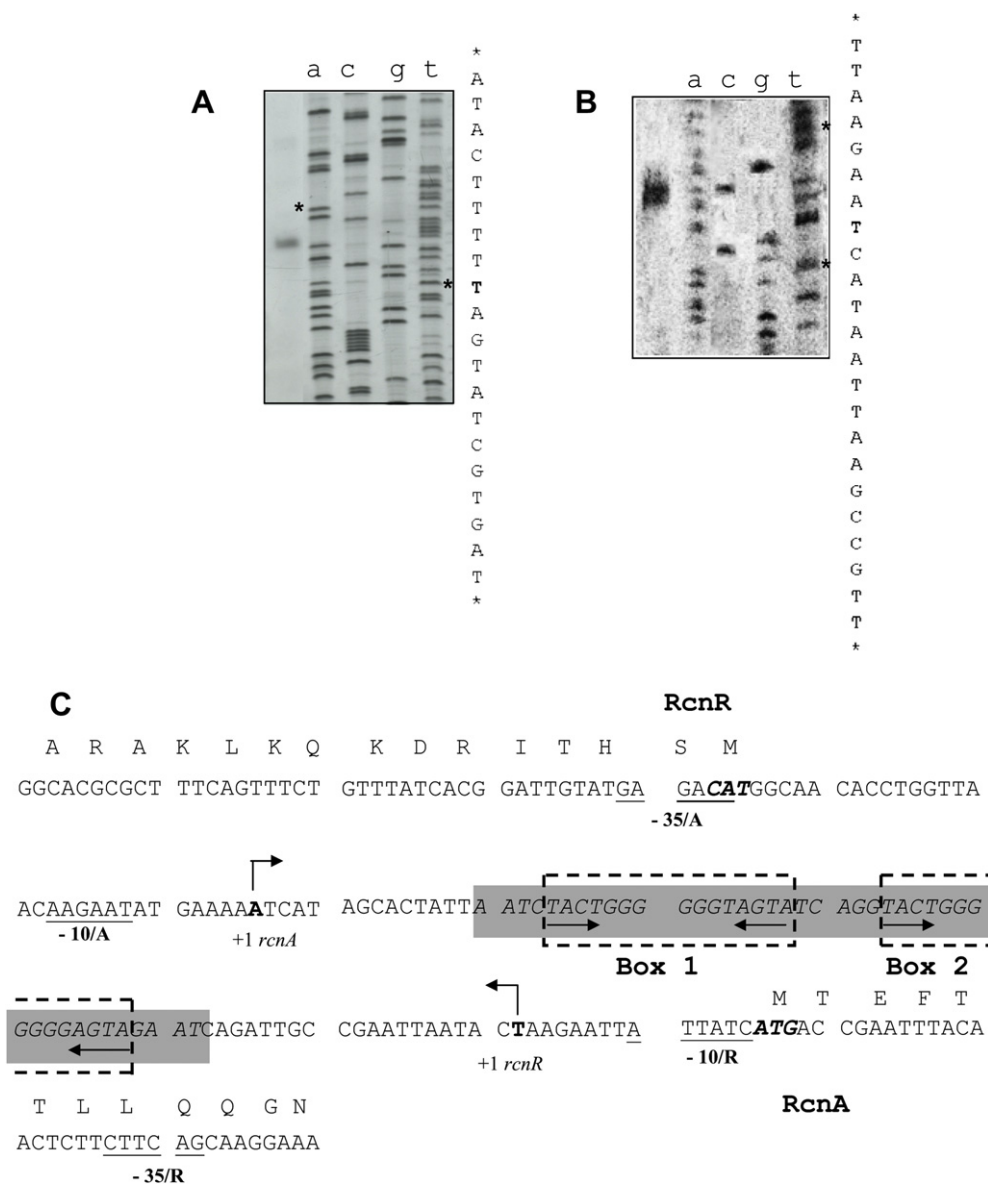 A
a c g t
*
*
*
A
T
A
C
T
T
T
T
T
A
G
T
A
T
C
G
T
G
A
T
*
B
a c g t
*
*
*
T
T
A
A
G
A
A
T
C
A
T
A
A
T
T
A
A
G
C
C
G
T
T
*
C
RcnR
A R A K L K Q K D R I T H S M
GGCACGCGCT TTCAGTTTCT GTTTATCACG GATTGTATGA GACATGGCAA CACCTGGTTA
- 35/A
ACAAGAATAT GAAAAATCAT AGCACTATTA ATCTACTGGG GGGTAGTATC AGGTACTGGG
- 10/A +1 rcnA
Box 1 Box 2
M T E F T
GGGGAGTAGA ATCAGATTGC CGAATTAATA CTAAGAATTA TTATCATGAC CGAATTTACA
+1 rcnR - 10/R
RcnA
T L L Q Q G N
ACTCTTCTTC AGCAAGGAAA
- 35/R